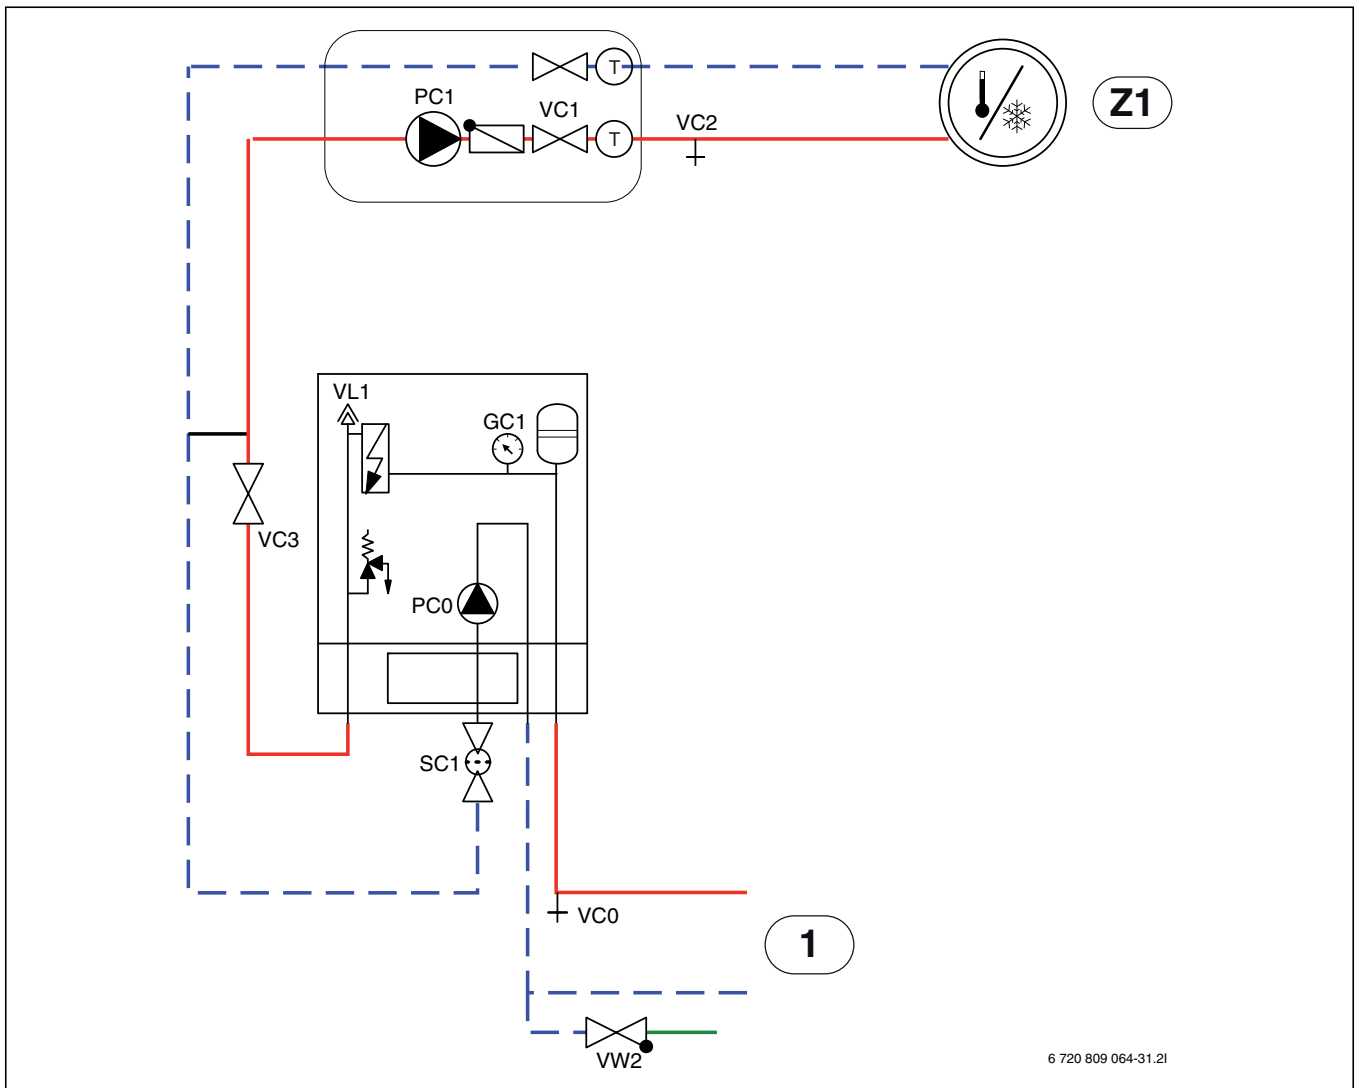 T
PC1
VC1
T
VC2
Z1
VL1
GC1
VC3
PC0
SC1
VC0
1
VW2
6 720 809 064-31.2I